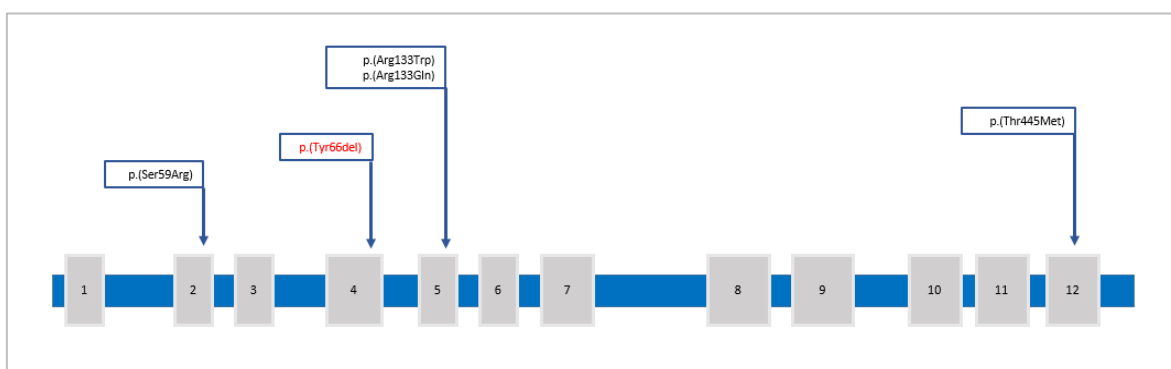 p.(Arg133Trp)
p.(Arg133Gln)
p.(Thr445Met)
p.(Tyr66del)
p.(Ser59Arg)
1 2 3 4 5 6 7 8 9 10 11 12